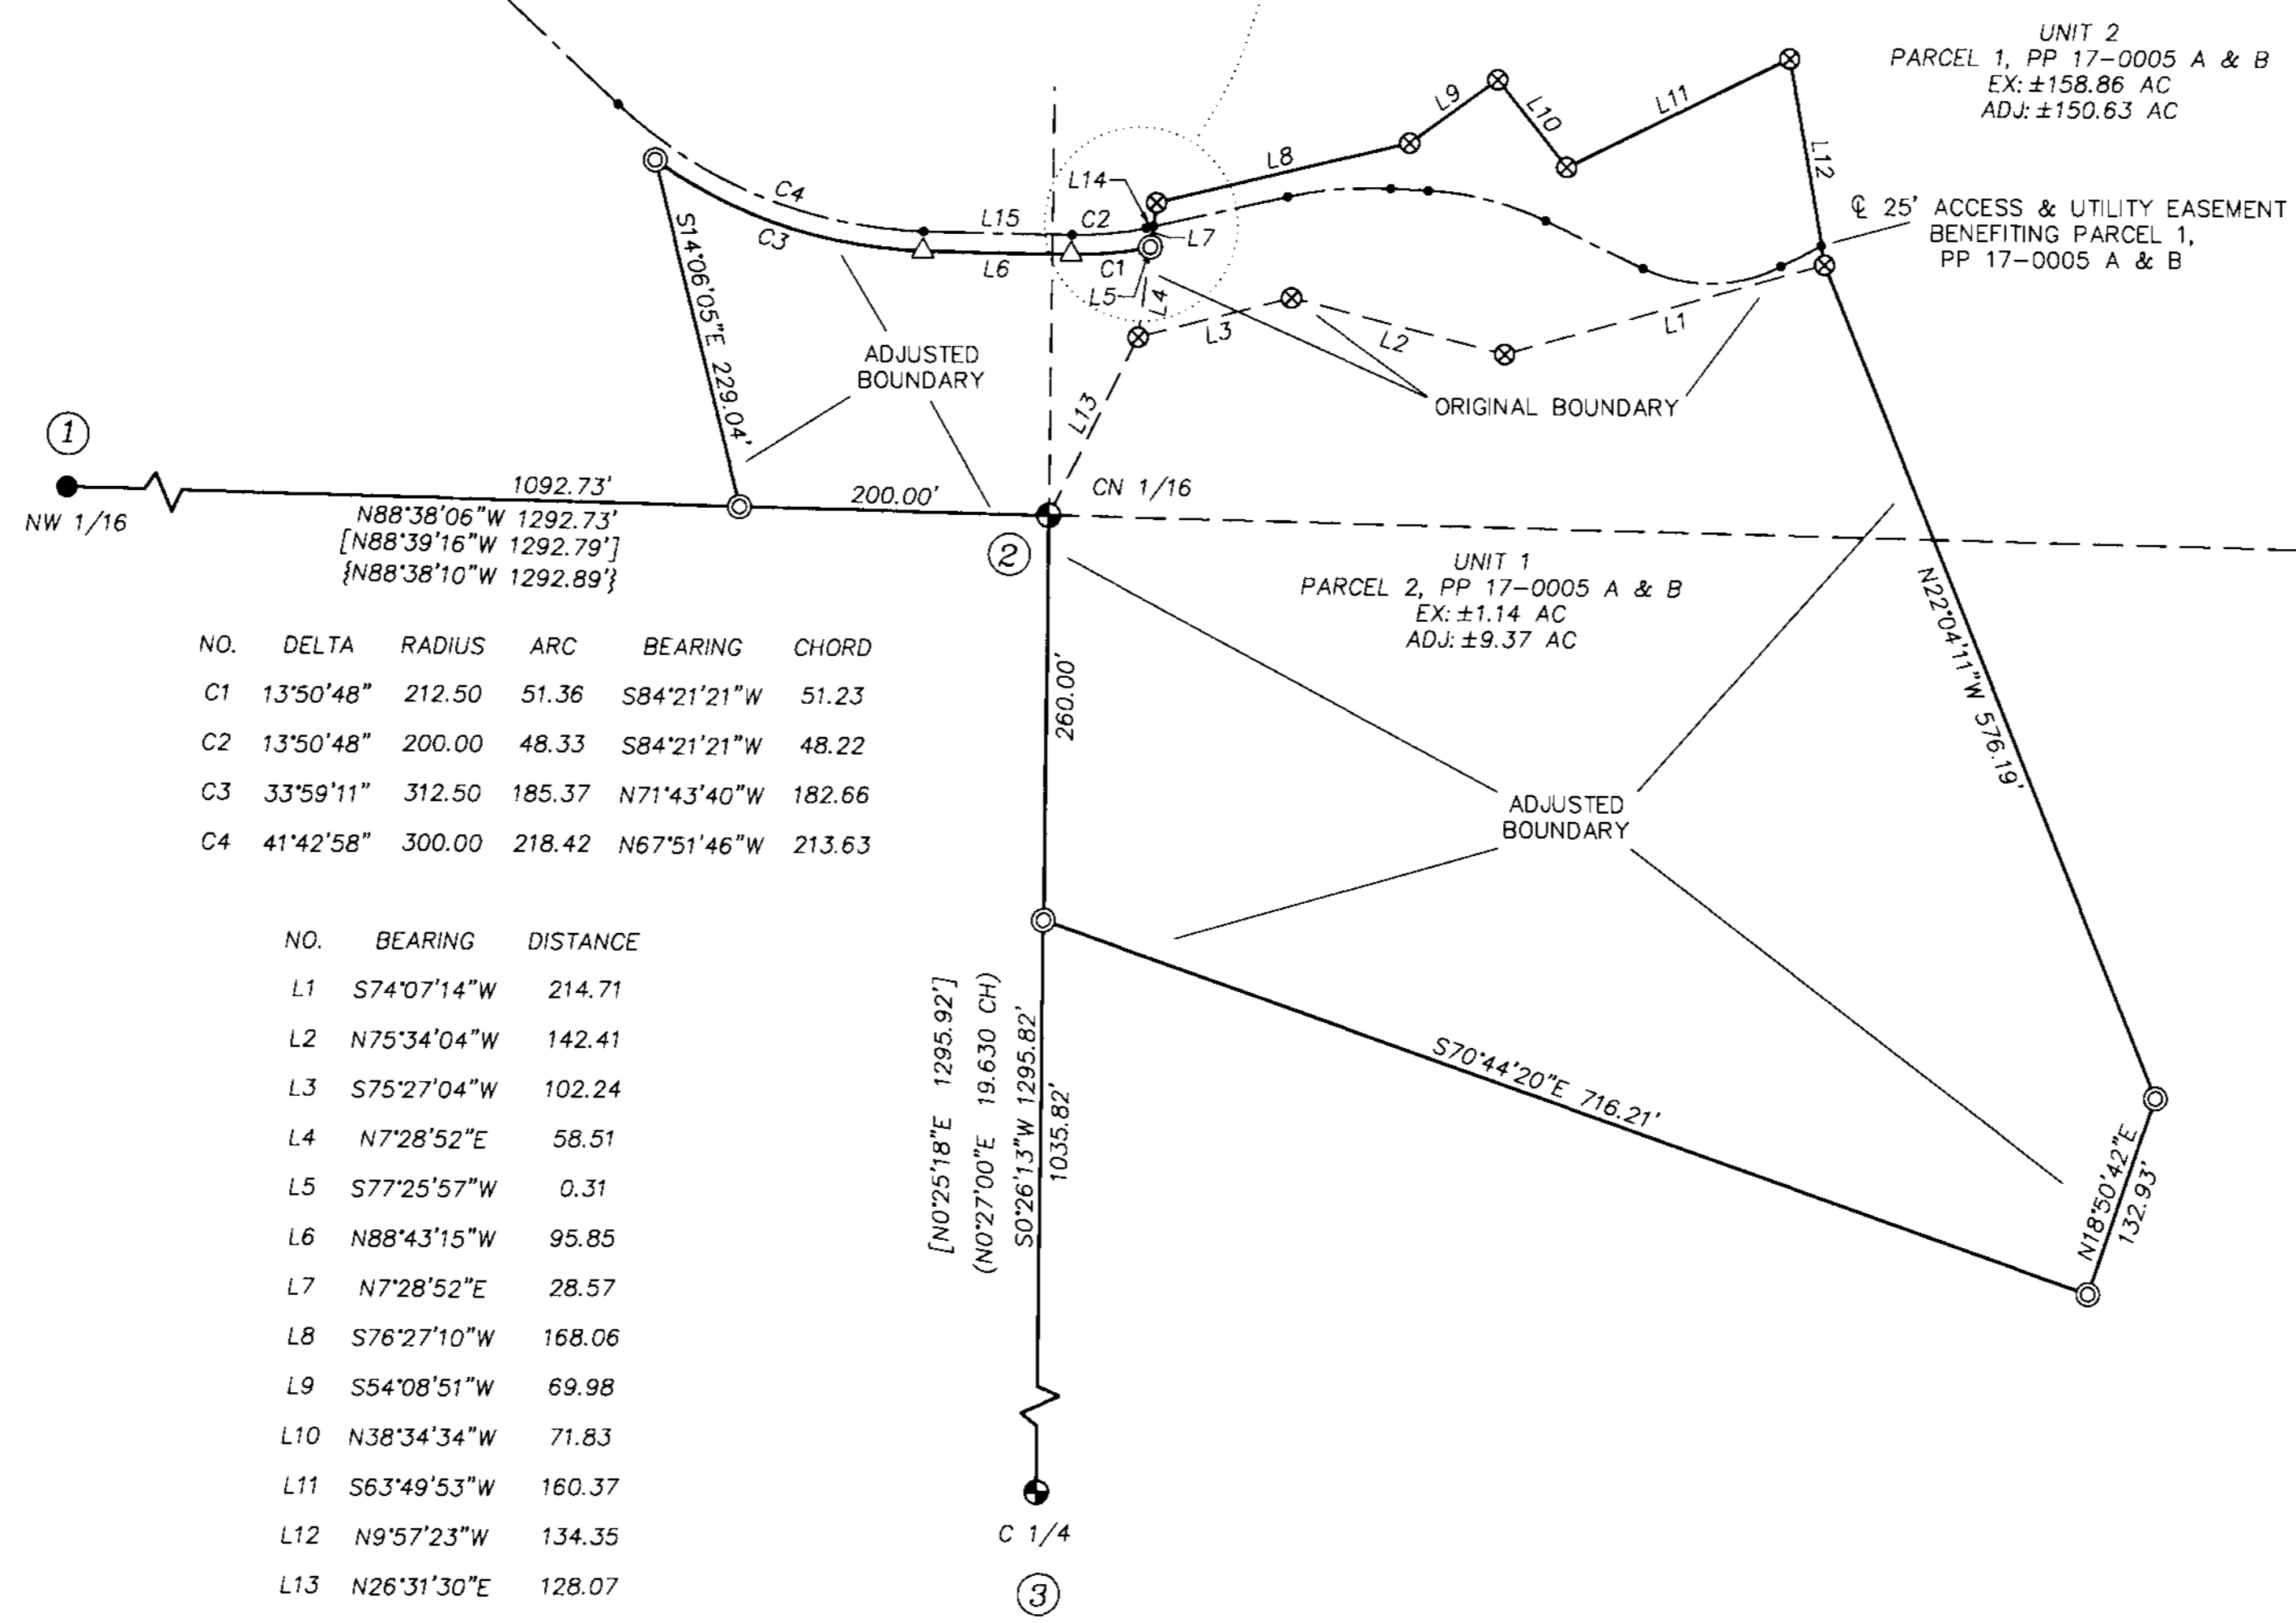 UNIT 2
PARCEL 1, PP 17-0005 A & B
EX: ±158.86 AC
ADJ: ±150.63 AC
L9
L10
L11
L12
L8
L14
L7
C4
L15
C2
C3
L6
C1
L5
L4
L3
L2
L1
℄ 25' ACCESS & UTILITY EASEMENT
BENEFITING PARCEL 1,
PP 17-0005 A & B
S14°06'05"E 229.04'
ADJUSTED
BOUNDARY
L13
ORIGINAL BOUNDARY
1
NW 1/16
1092.73'
N88°38'06"W 1292.73'
[N88°39'16"W 1292.79']
{N88°38'10"W 1292.89'}
200.00'
CN 1/16
2
UNIT 1
PARCEL 2, PP 17-0005 A & B
EX: ±1.14 AC
ADJ: ±9.37 AC
N22°04'11"W 576.19'
260.00'
ADJUSTED
BOUNDARY
NO. DELTA RADIUS ARC BEARING CHORD
C1 13°50'48" 212.50 51.36 S84°21'21"W 51.23
C2 13°50'48" 200.00 48.33 S84°21'21"W 48.22
C3 33°59'11" 312.50 185.37 N71°43'40"W 182.66
C4 41°42'58" 300.00 218.42 N67°51'46"W 213.63
NO. BEARING DISTANCE
L1 S74°07'14"W 214.71
L2 N75°34'04"W 142.41
L3 S75°27'04"W 102.24
L4 N7°28'52"E 58.51
L5 S77°25'57"W 0.31
L6 N88°43'15"W 95.85
L7 N7°28'52"E 28.57
L8 S76°27'10"W 168.06
L9 S54°08'51"W 69.98
L10 N38°34'34"W 71.83
L11 S63°49'53"W 160.37
L12 N9°57'23"W 134.35
L13 N26°31'30"E 128.07
[N0°25'18"E 1295.92']
(N0°27'00"E 19.630 CH)
S0°26'13"W 1295.82'
1035.82'
S70°44'20"E 716.21'
N18°50'42"E
132.93'
C 1/4
3